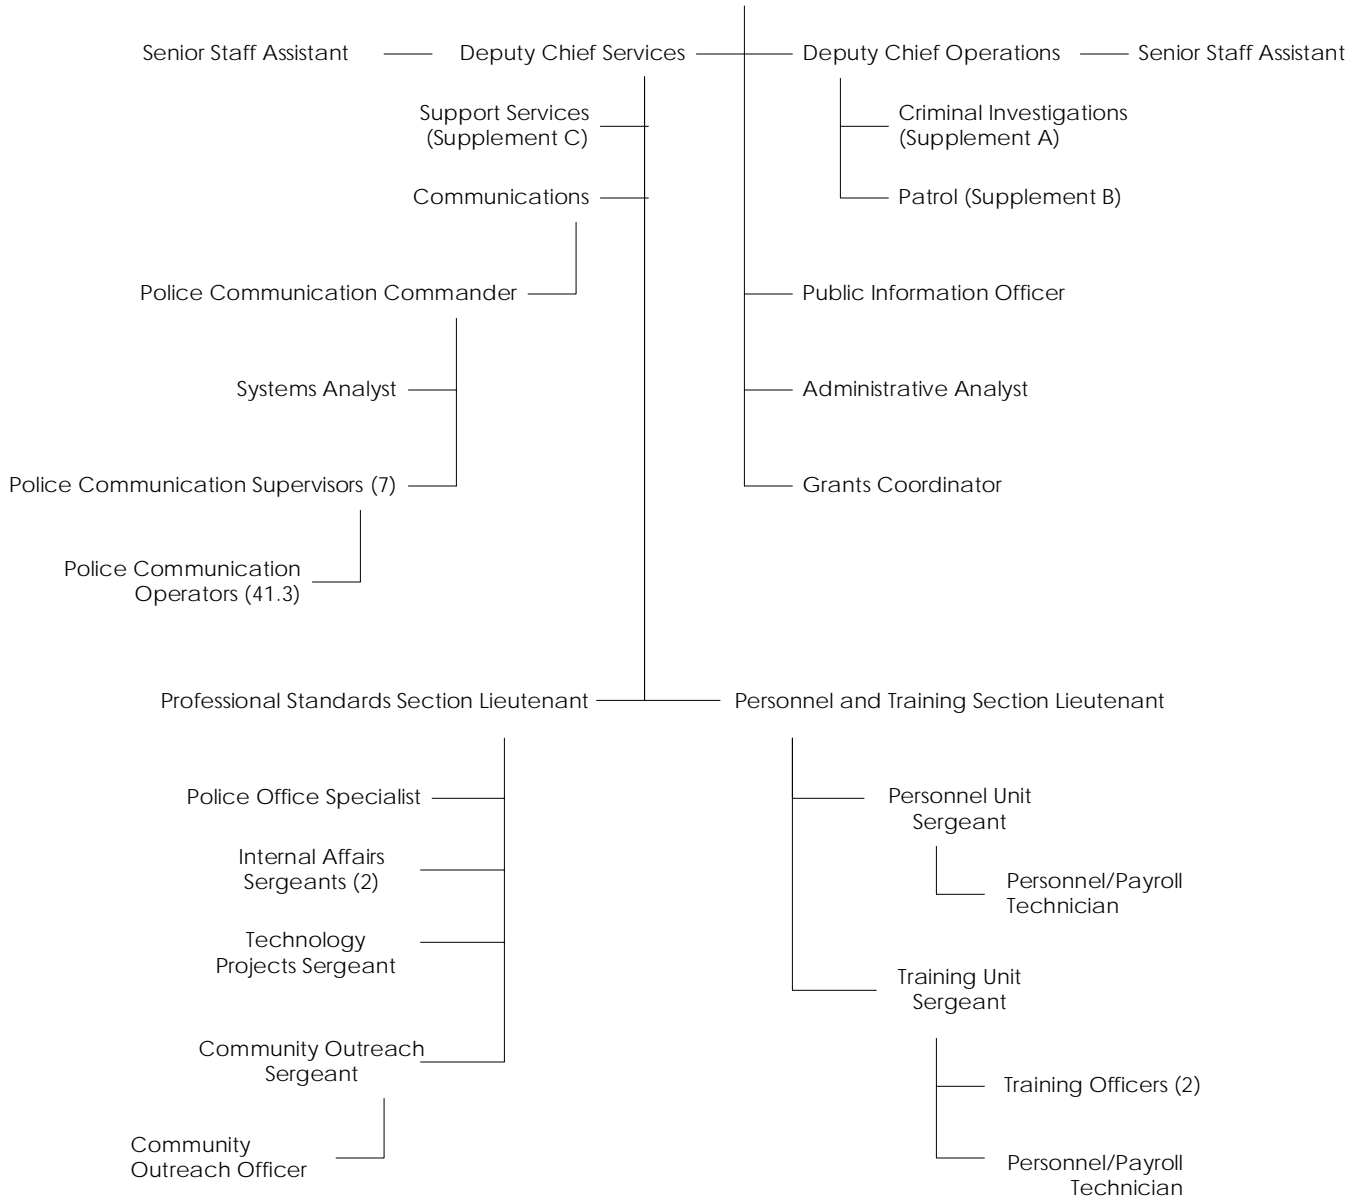 Senior Staff Assistant
Deputy Chief Services
Deputy Chief Operations
Senior Staff Assistant
Support Services
(Supplement C)
Criminal Investigations
(Supplement A)
Communications
Patrol (Supplement B)
Police Communication Commander
Public Information Officer
Systems Analyst
Administrative Analyst
Police Communication Supervisors (7)
Grants Coordinator
Police Communication
Operators (41.3)
Professional Standards Section Lieutenant
Personnel and Training Section Lieutenant
Police Office Specialist
Personnel Unit
Sergeant
Internal Affairs
Sergeants (2)
Personnel/Payroll
Technician
Technology
Projects Sergeant
Training Unit
Sergeant
Community Outreach
Sergeant
Training Officers (2)
Community
Outreach Officer
Personnel/Payroll
Technician